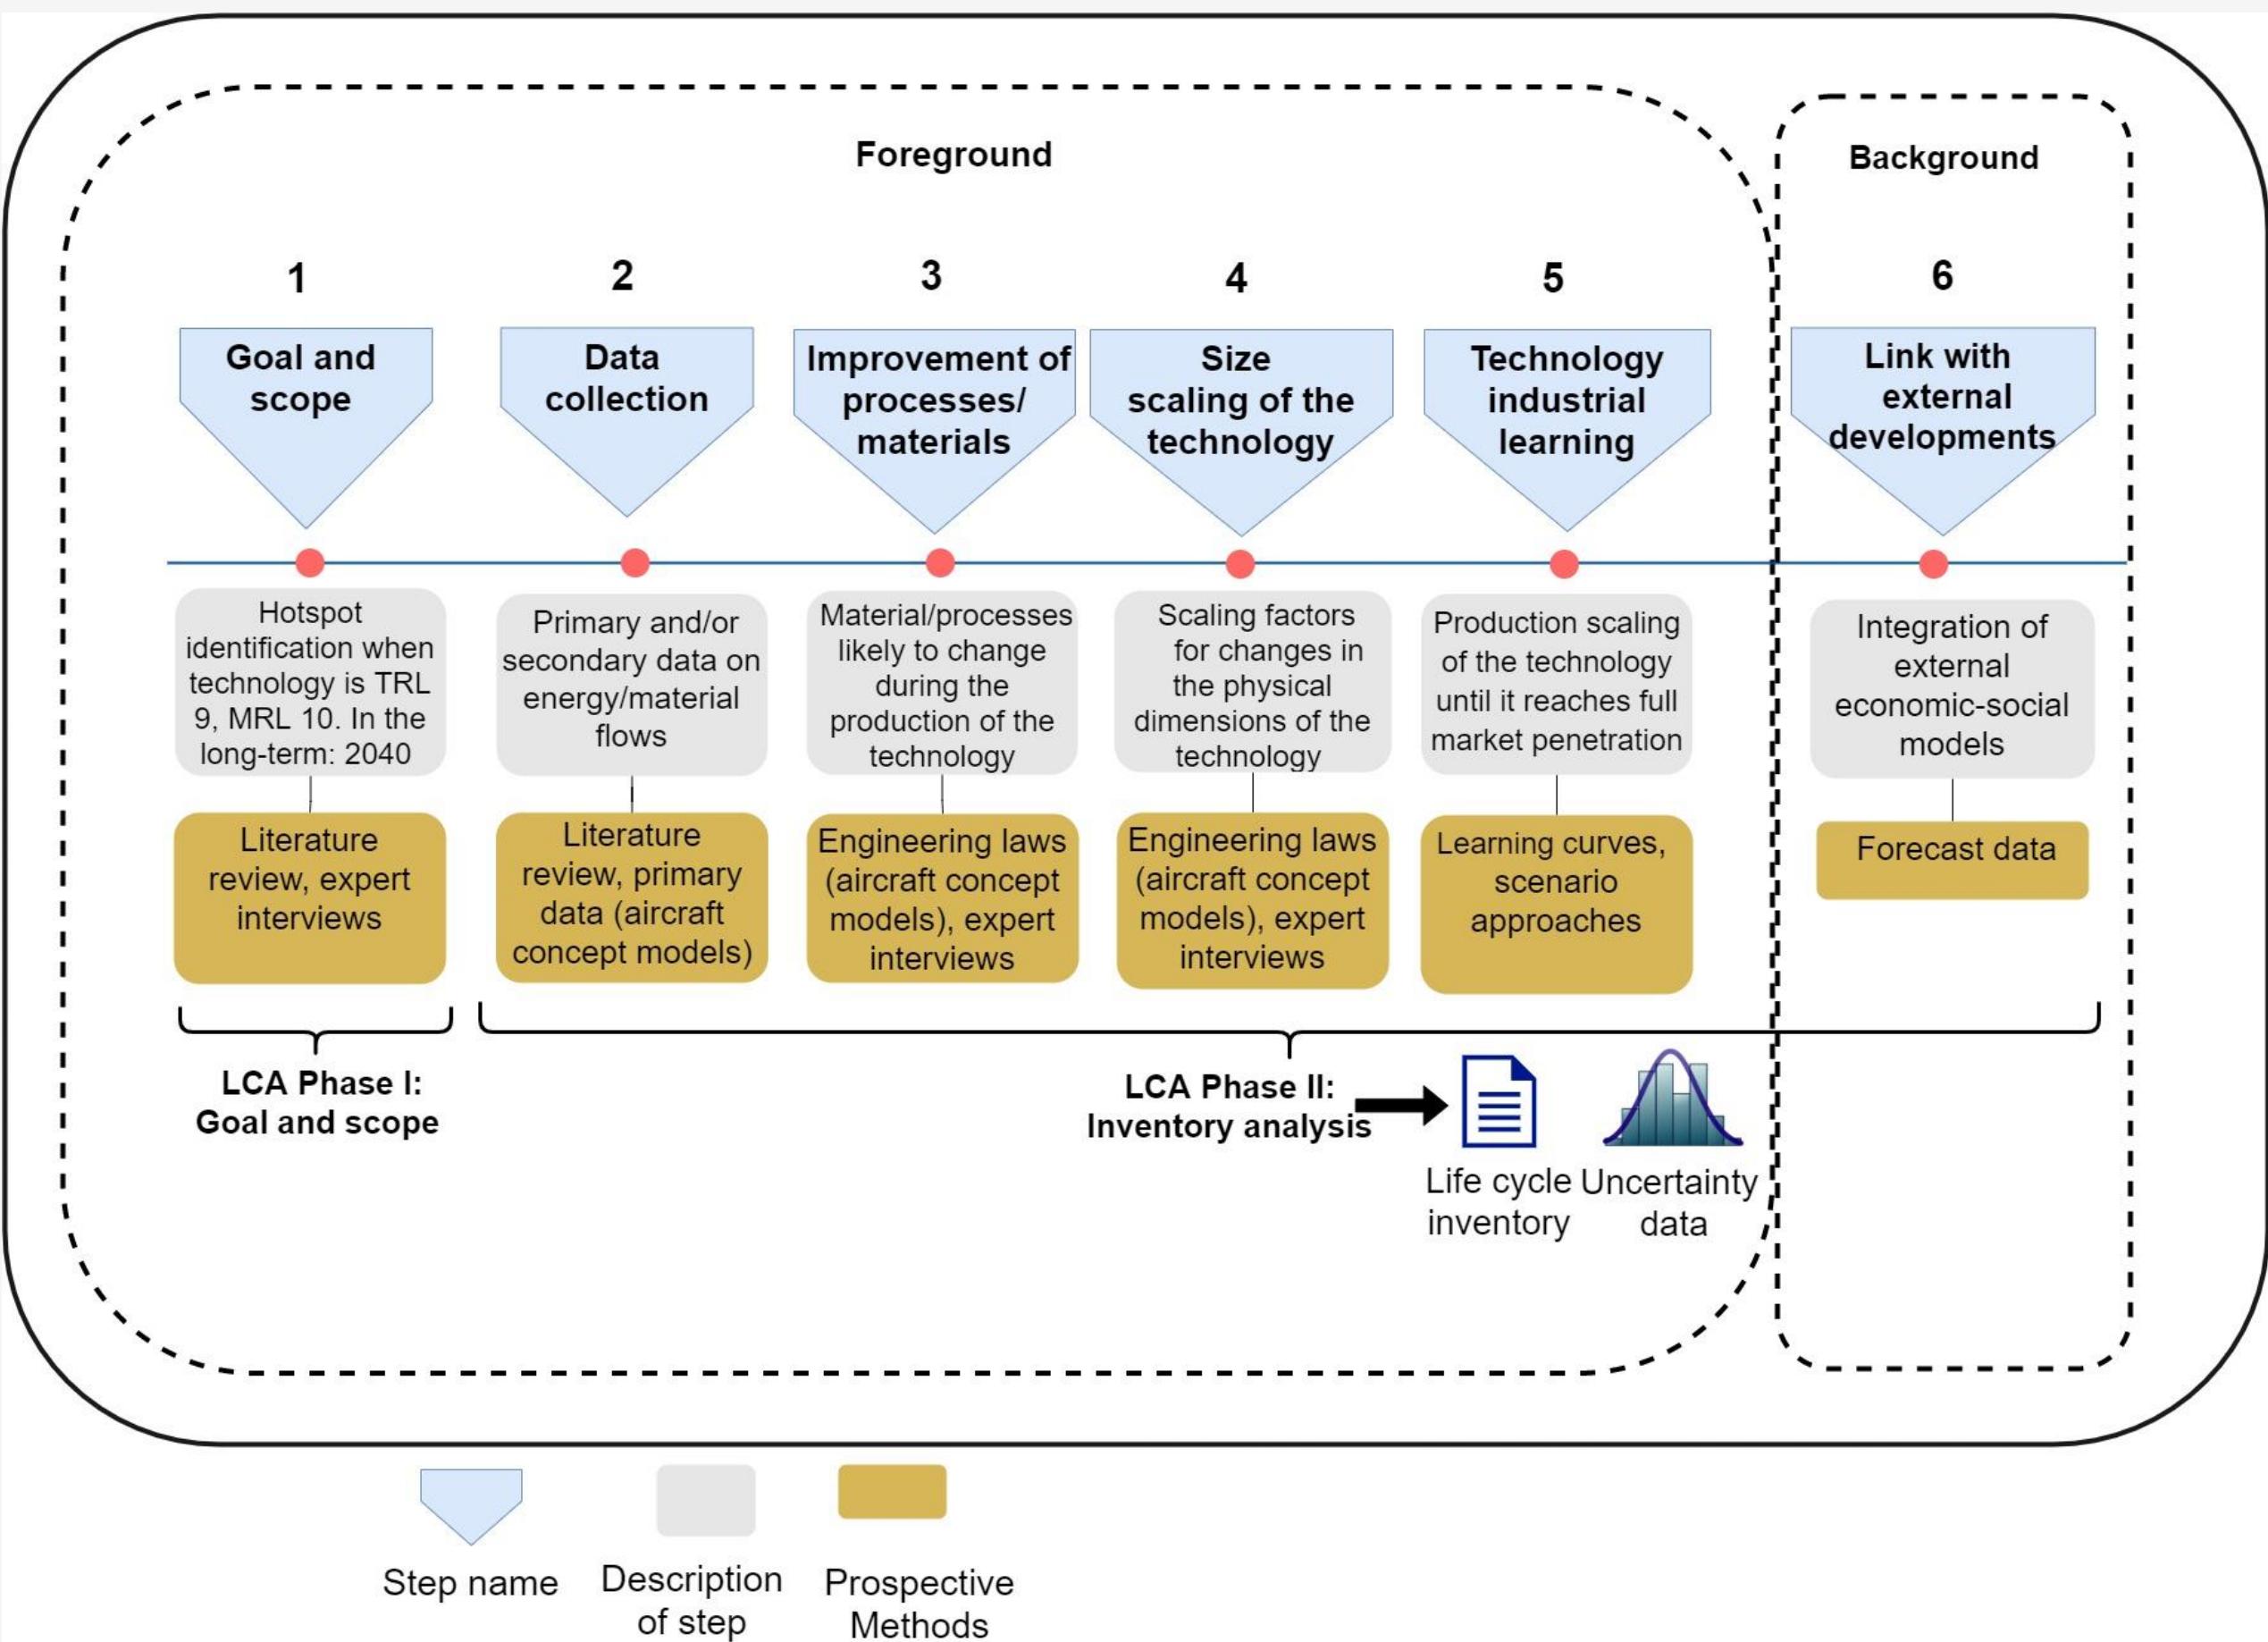 Foreground
Background
1
2
3
4
5
6
Goal and
scope
Data
collection
Improvement of
processes/
materials
Size
scaling of the
technology
Technology
industrial
learning
Link with
external
developments
Hotspot
identification when
technology is TRL
9, MRL 10. In the
long-term: 2040
Primary and/or
secondary data on
energy/material
flows
Material/processes
likely to change
during the
production of the
technology
Scaling factors
for changes in
the physical
dimensions of the
technology
Production scaling
of the technology
until it reaches full
market penetration
Integration of
external
economic-social
models
Literature
review, expert
interviews
Literature
review, primary
data (aircraft
concept models)
Engineering laws
(aircraft concept
models), expert
interviews
Engineering laws
(aircraft concept
models), expert
interviews
Learning curves,
scenario
approaches
Forecast data
LCA Phase I:
Goal and scope
LCA Phase II:
Inventory analysis
Life cycle
inventory
Uncertainty
data
Step name
Description
of step
Prospective
Methods